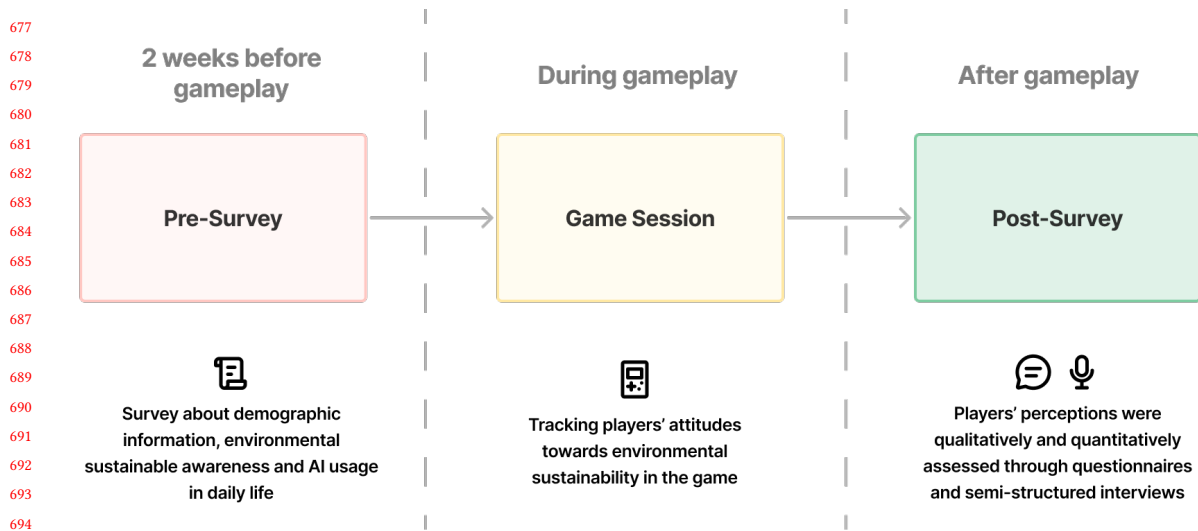 677
678
679
680
681
682
683
684
685
686
687
688
689
690
691
692
693
694
2 weeks before
gameplay
During gameplay
After gameplay
Pre-Survey
Game Session
Post-Survey
Survey about demographic
information, environmental
sustainable awareness and AI usage
in daily life
Tracking players’ attitudes
towards environmental
sustainability in the game
Players’ perceptions were
qualitatively and quantitatively
assessed through questionnaires
and semi-structured interviews